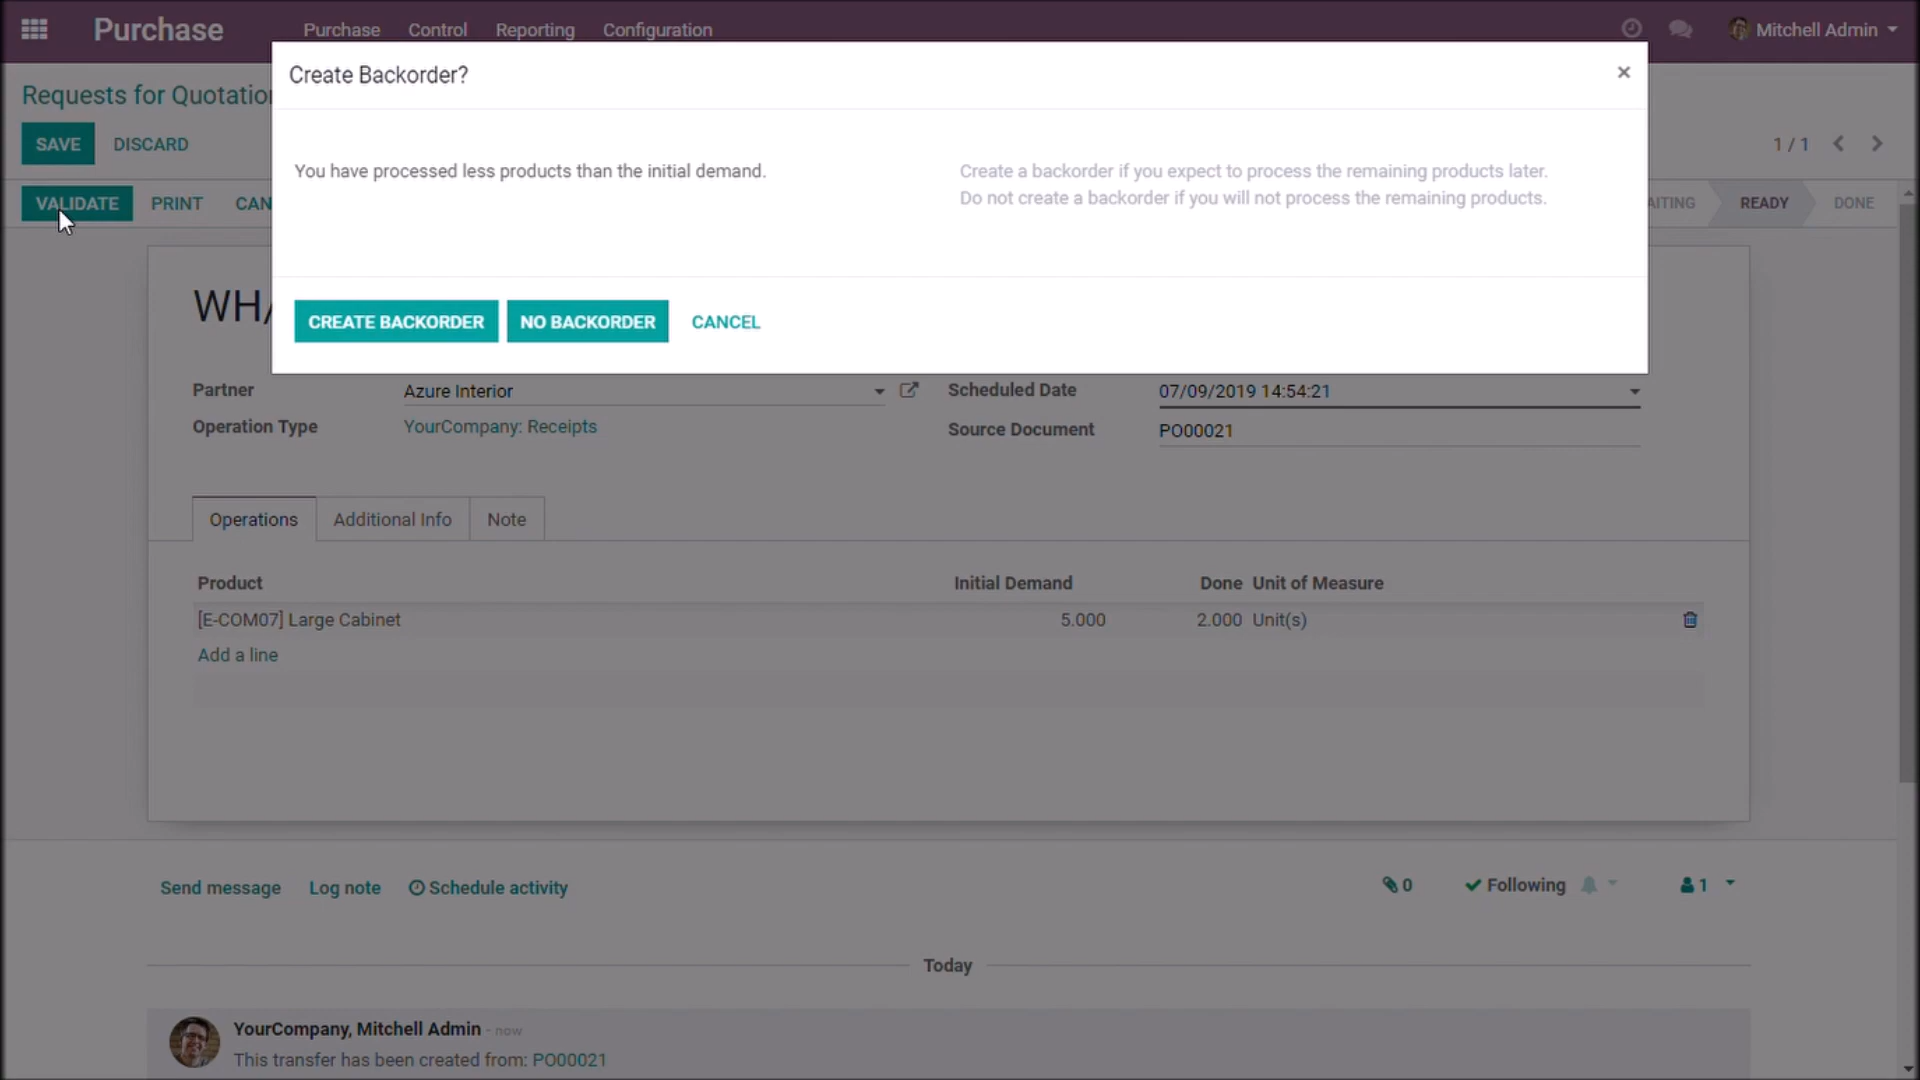 Purchase Purchase Control Reporting Configuration Mitchell Admin
Create Backorder? ×
Requests for Quotation
SAVE DISCARD 1 / 1
You have processed less products than the initial demand.
Create a backorder if you expect to process the remaining products later.
Do not create a backorder if you will not process the remaining products.
VALIDATE PRINT CAN AITING READY DONE
WH/
CREATE BACKORDER NO BACKORDER CANCEL
Partner Azure Interior Scheduled Date 07/09/2019 14:54:21
Operation Type YourCompany: Receipts Source Document PO00021
Operations Additional Info Note
Product Initial Demand Done Unit of Measure
[E-COM07] Large Cabinet 5.000 2.000 Unit(s)
Add a line
Send message Log note Schedule activity 0 Following 1
Today
YourCompany, Mitchell Admin - now
This transfer has been created from: PO00021